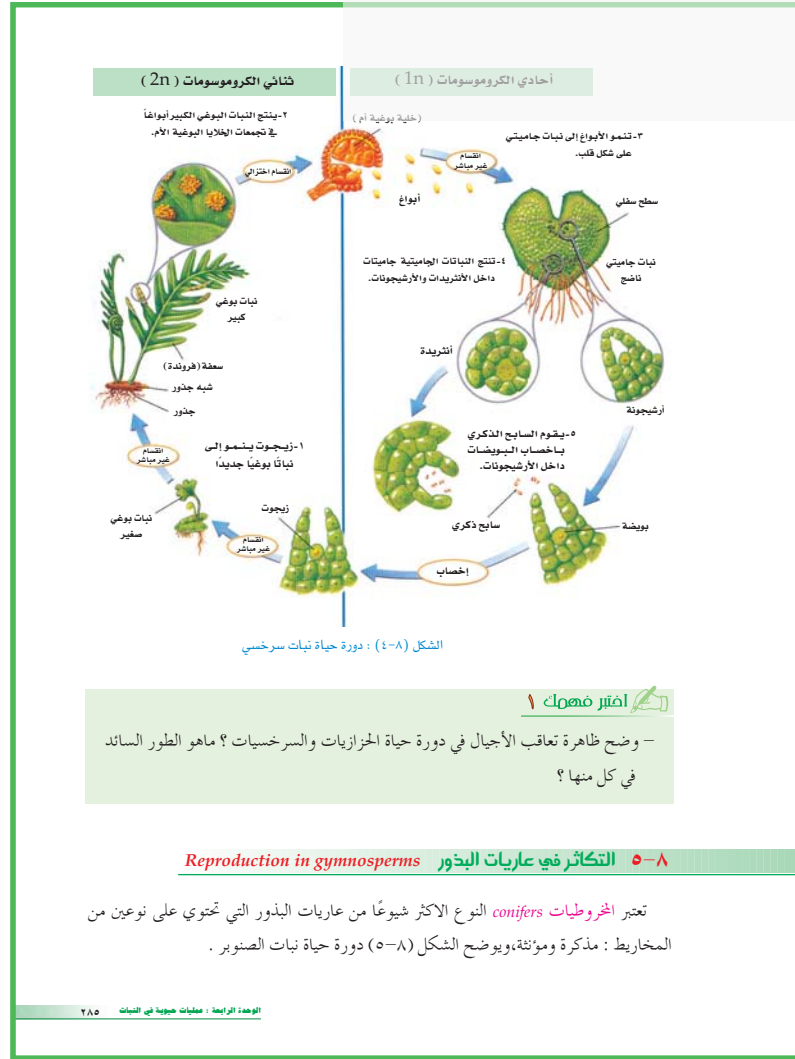 أحادي الكروموسومات ( 1n )
ثنائي الكروموسومات ( 2n )
٢-ينتج النبات البوغي الكبير أبواغاً
في تجمعات الخلايا البوغية الأم.
(خلية بوغية أم )
٣-تنمو الأبواغ إلى نبات جاميتي
على شكل قلب.
انقسام اختزالي
انقسام
غير مباشر
أبواغ
سطح سفلي
نبات جاميتي
ناضج
٤-تنتج النباتات الجاميتية جاميتات
داخل الأنثريدات والأرشيجونات.
نبات بوغي
كبير
أنثريدة
سعفة(فروندة)
شبه جذور
جذور
أرشيجونة
٥-يقوم السابح الذكري
باخصاب البويضات
داخل الأرشيجونات.
١-زيجوت ينمو إلى
نباتًا بوغيًا جديدًا
انقسام
غير مباشر
زيجوت
نبات بوغي
صغير
سابح ذكري
بويضة
انقسام
غير مباشر
إخصاب
الشكل (٨-٤) : دورة حياة نبات سرخسي
اختبر فهمك ١
– وضح ظاهرة تعاقب الأجيال في دورة حياة الحزازيات والسرخسيات ؟ ماهو الطور السائد
في كل منها ؟
٨-٥ التكاثر في عاريات البذور Reproduction in gymnosperms
تعتبر المخروطيات conifers النوع الاكثر شيوعًا من عاريات البذور التي تحتوي على نوعين من
المخاريط : مذكرة ومؤنثة،ويوضح الشكل (٨-٥) دورة حياة نبات الصنوبر .
الوحدة الرابعة : عمليات حيوية في النبات ٢٨٥